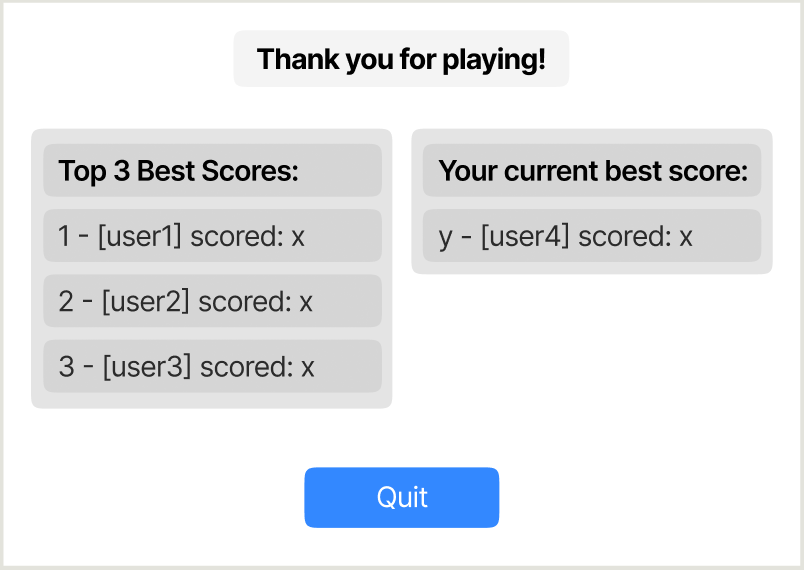 Thank you for playing!
Top 3 Best Scores:
1 - [user1] scored: x
2 - [user2] scored: x
3 - [user3] scored: x
Your current best score:
y - [user4] scored: x
Quit